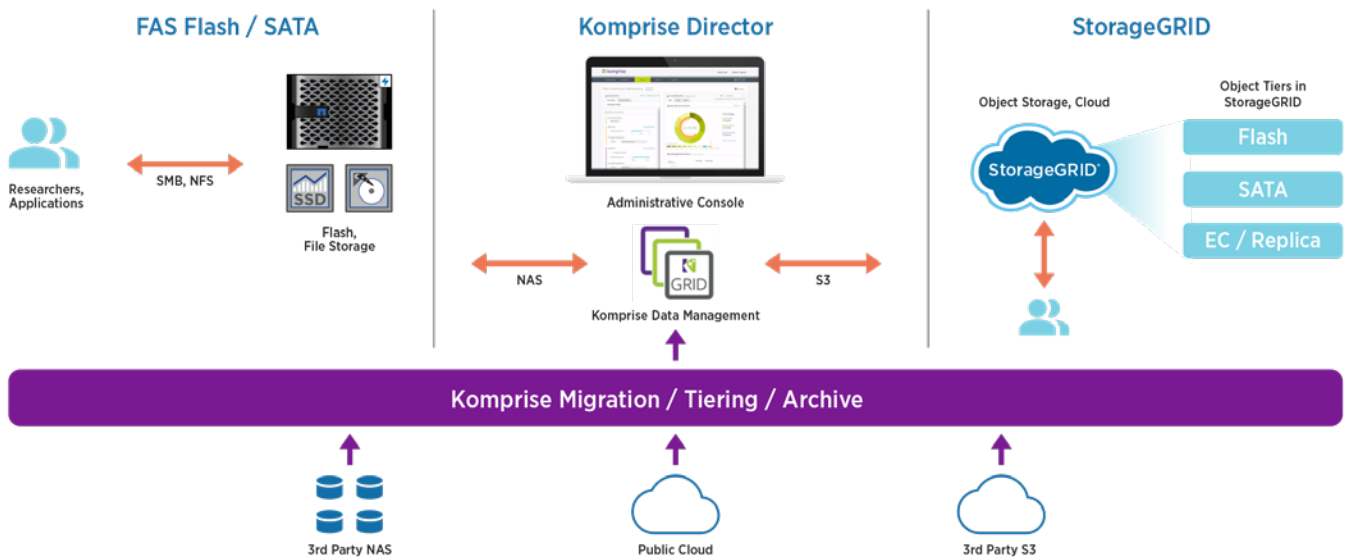 FAS Flash / SATA
Komprise Director
StorageGRID
Researchers,
Applications
SMB, NFS
SSD
Flash,
File Storage
komprise
Administrative Console
NAS
GRID
S3
Komprise Data Management
Object Storage, Cloud
StorageGRID
Object Tiers in
StorageGRID
Flash
SATA
EC / Replica
Komprise Migration / Tiering / Archive
3rd Party NAS
Public Cloud
3rd Party S3